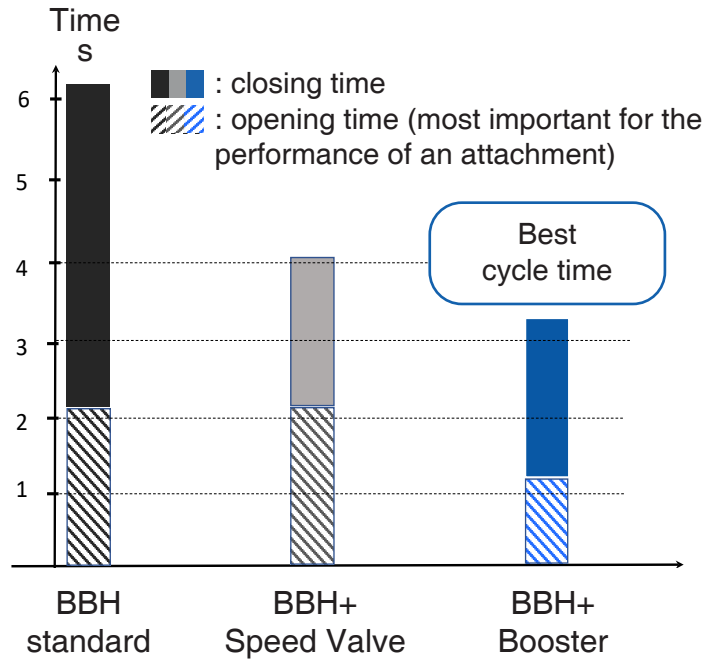 Time
s
: closing time
: opening time (most important for the
performance of an attachment)
Best
cycle time
6
5
4
3
2
1
BBH
standard
BBH+
Speed Valve
BBH+
Booster